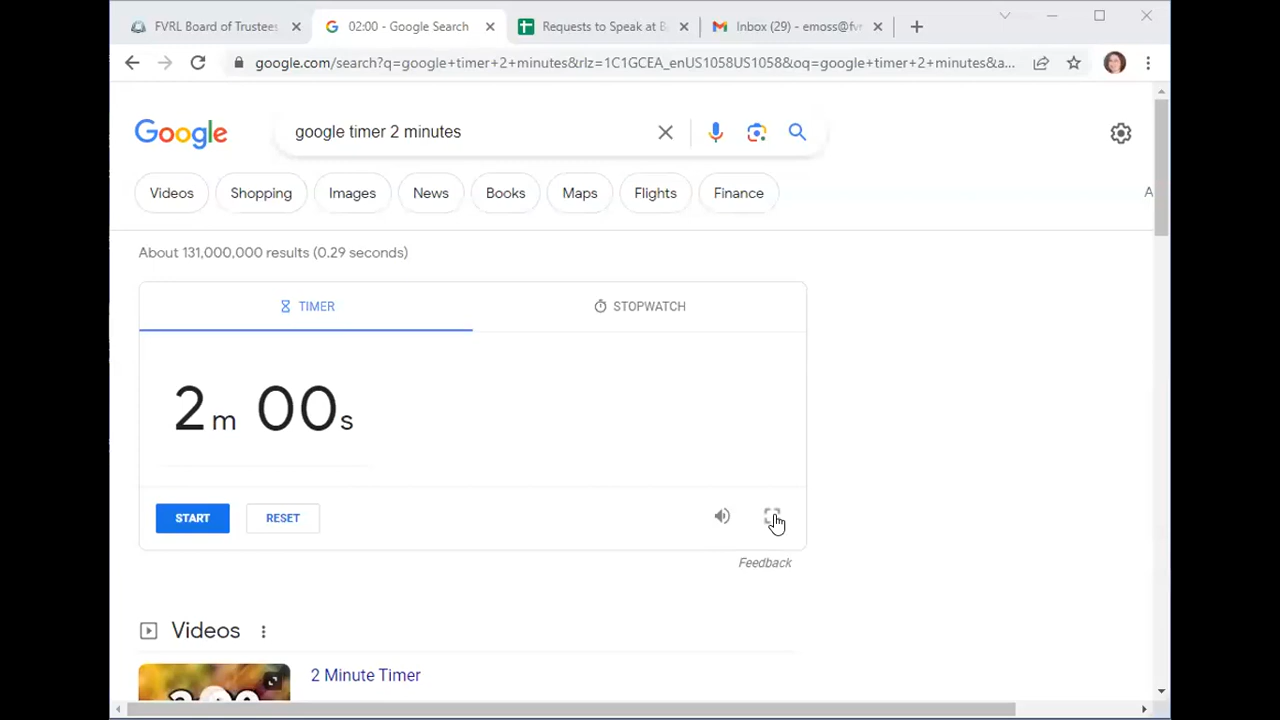 FVRL Board of Trustees
02:00 - Google Search
Requests to Speak at B
Inbox (29) - emoss@fvr
google.com/search?q=google+timer+2+minutes&rlz=1C1GCEA_enUS1058US1058&oq=google+timer+2+minutes&a...
Google
google timer 2 minutes
Videos
Shopping
Images
News
Books
Maps
Flights
Finance
A
About 131,000,000 results (0.29 seconds)
TIMER
STOPWATCH
2 m 00 s
START
RESET
Feedback
Videos
2 Minute Timer